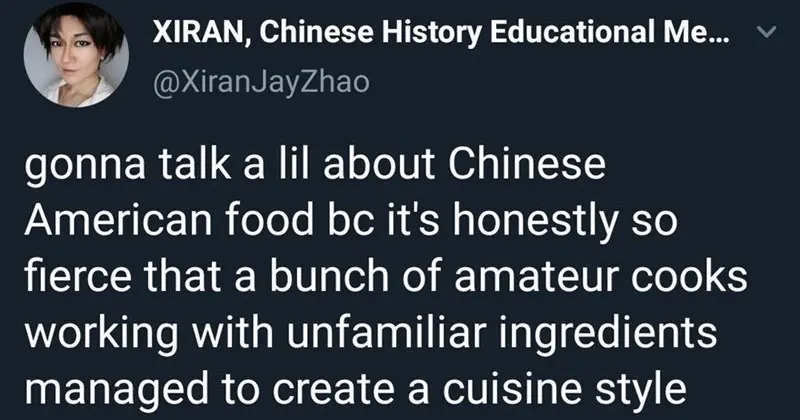 XIRAN, Chinese History Educational Me...
@XiranJayZhao
gonna talk a lil about Chinese
American food bc it's honestly so
fierce that a bunch of amateur cooks
working with unfamiliar ingredients
managed to create a cuisine style